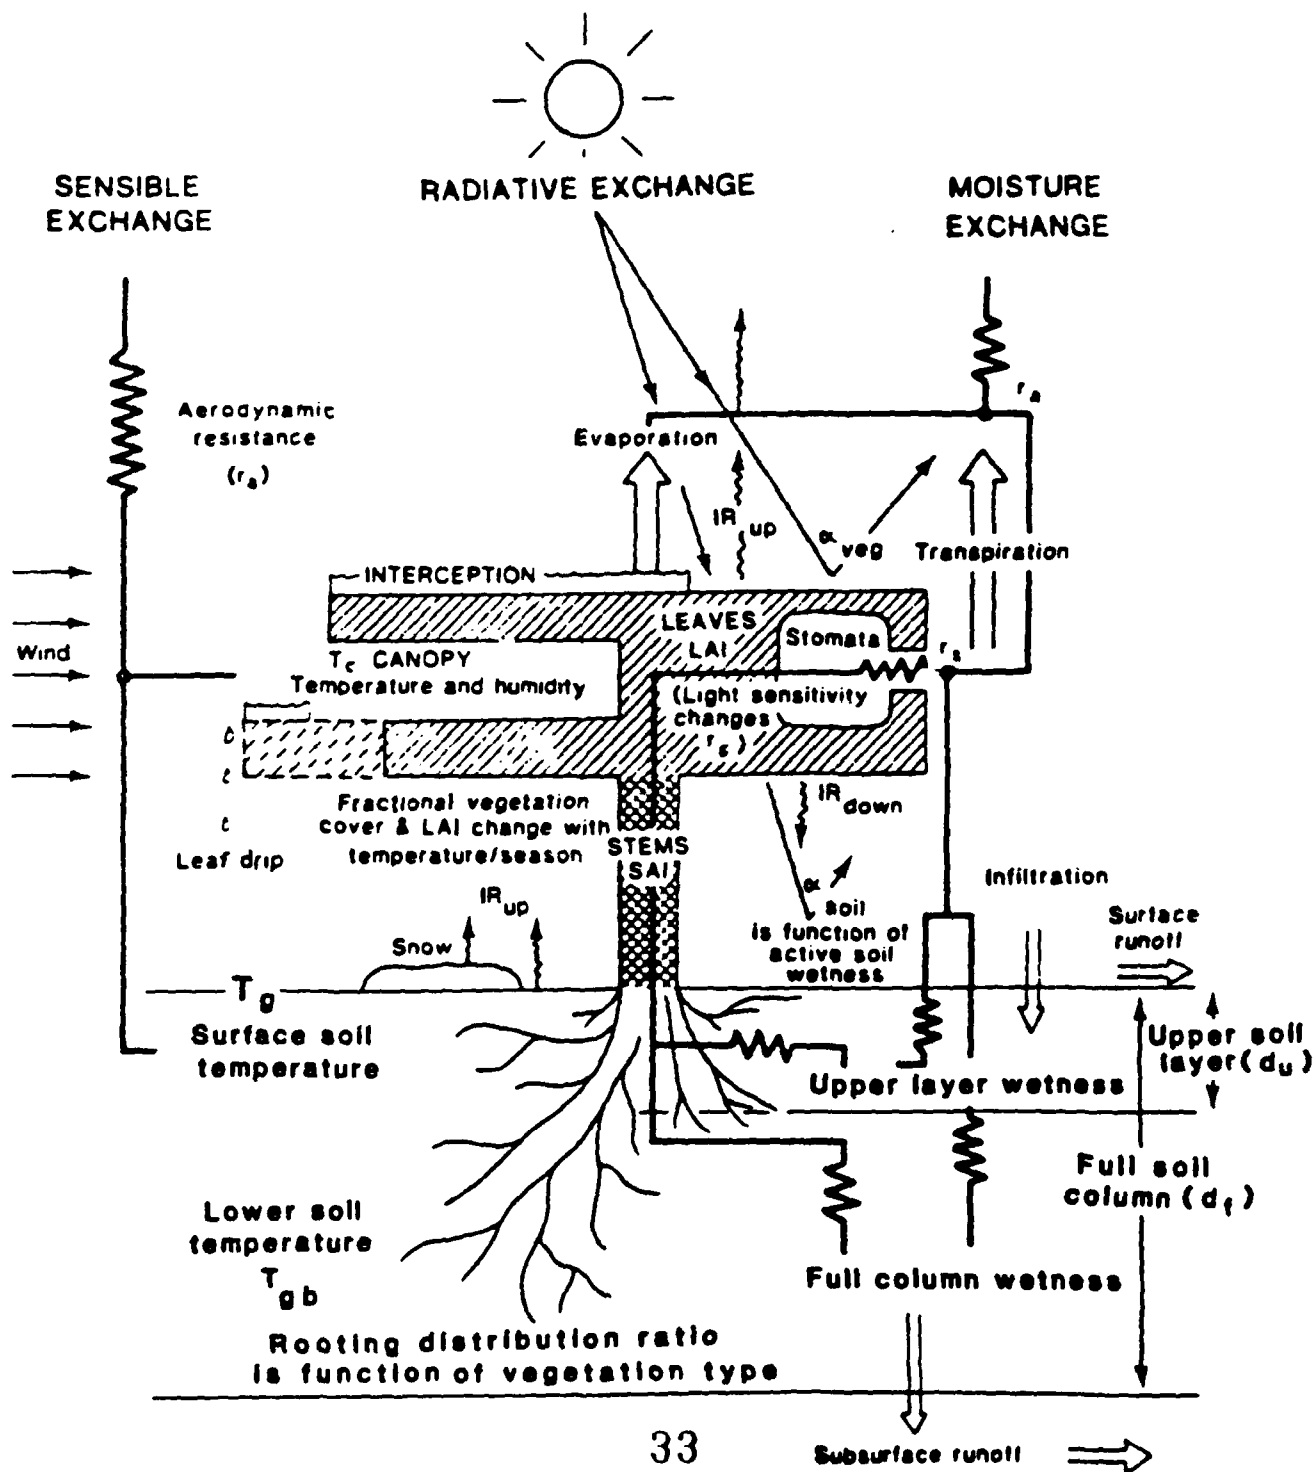 SENSIBLE
EXCHANGE
RADIATIVE EXCHANGE
MOISTURE
EXCHANGE
Aerodynamic
resistance
(r_a)
r_a
Evaporation
IR_up
α_veg
Transpiration
INTERCEPTION
LEAVES
LAI
Stomata
r_s
Wind
T_c CANOPY
Temperature and humidity
(Light sensitivity
changes
r_s)
Fractional vegetation
cover & LAI change with
temperature/season
Leaf drip
STEMS
SAI
IR_down
α soil
is function of
active soil
wetness
Infiltration
Surface
runoff
IR_up
Snow
T_g
Surface soil
temperature
Upper soil
layer (d_u)
Upper layer wetness
Full soil
column (d_f)
Lower soil
temperature
T_gb
Full column wetness
Rooting distribution ratio
is function of vegetation type
33
Subsurface runoff